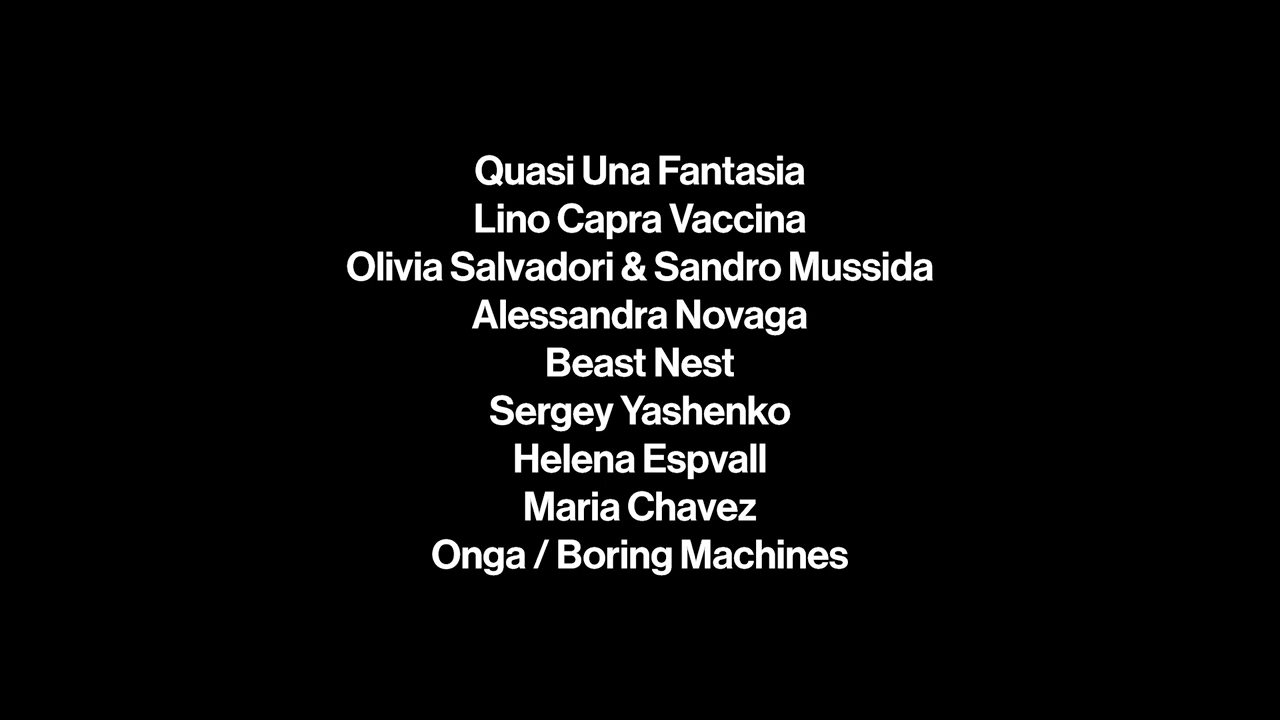 Quasi Una Fantasia
Lino Capra Vaccina
Olivia Salvadori & Sandro Mussida
Alessandra Novaga
Beast Nest
Sergey Yashenko
Helena Espvall
Maria Chavez
Onga / Boring Machines